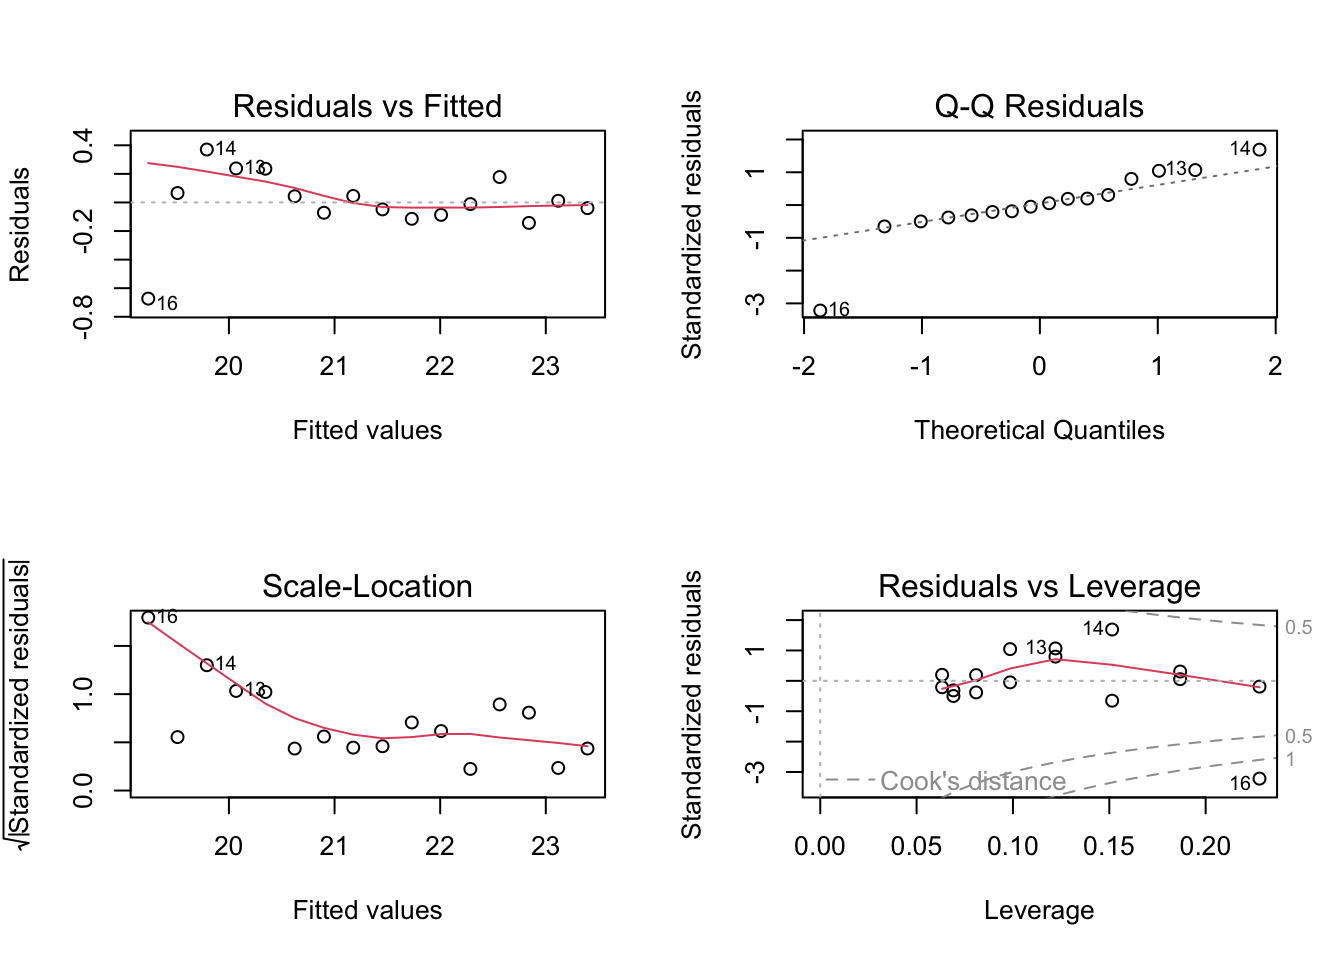 Residuals vs Fitted
Residuals
0.4
-0.2
-0.8
14
13
16
20 21 22 23
Fitted values
Q-Q Residuals
Standardized residuals
1
-1
-3
14
13
16
-2 -1 0 1 2
Theoretical Quantiles
Scale-Location
√|Standardized residuals|
1.0
0.0
16
14
13
20 21 22 23
Fitted values
Residuals vs Leverage
Standardized residuals
1
-1
-3
14
13
16
0.5
0.5
1
Cook's distance
0.00 0.05 0.10 0.15 0.20
Leverage